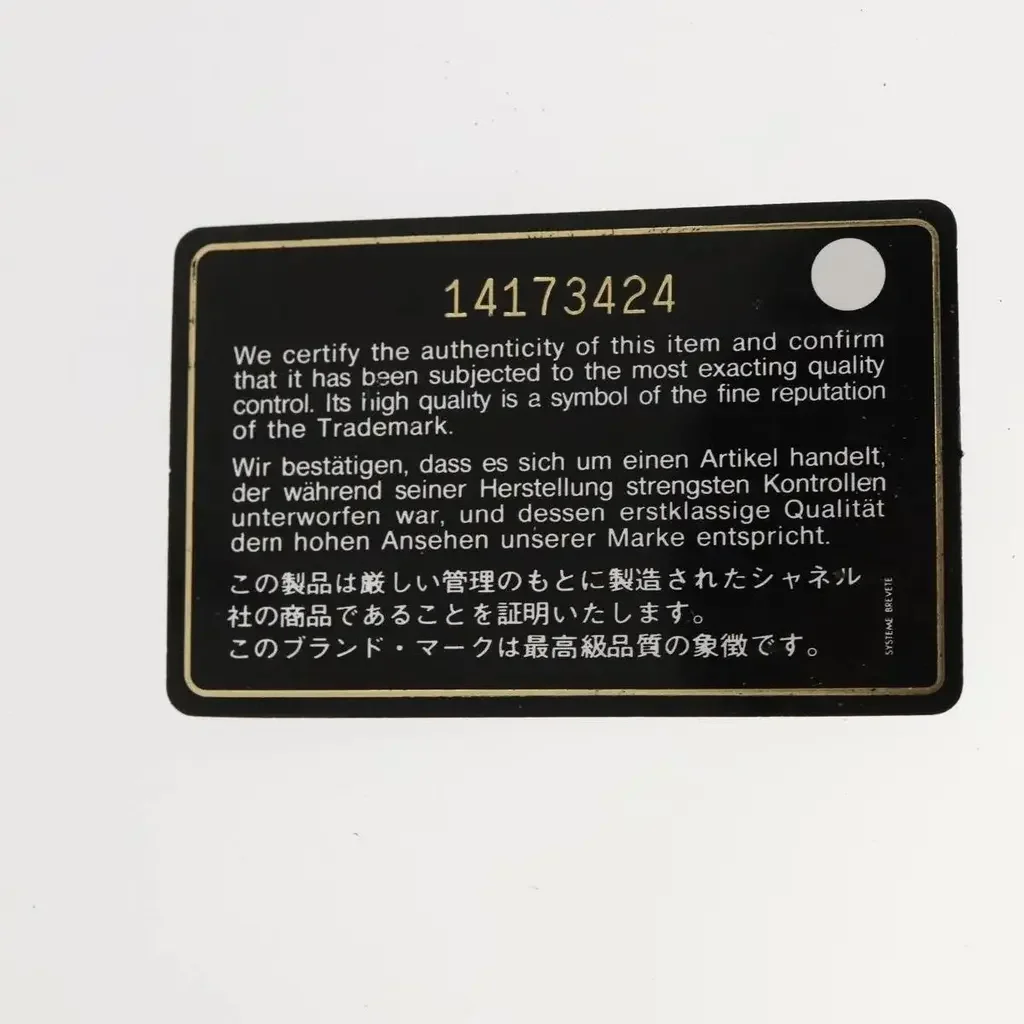 14173424
We certify the authenticity of this item and confirm
that it has been subjected to the most exacting quality
control. Its high quality is a symbol of the fine reputation
of the Trademark.
Wir bestätigen, dass es sich um einen Artikel handelt,
der während seiner Herstellung strengsten Kontrollen
unterworfen war, und dessen erstklassige Qualität
dem hohen Ansehen unserer Marke entspricht.
この製品は厳しい管理のもとに製造されたシャネル
社の商品であることを証明いたします。
このブランド・マークは最高級品質の象徴です。
SYSTEME BREVETE